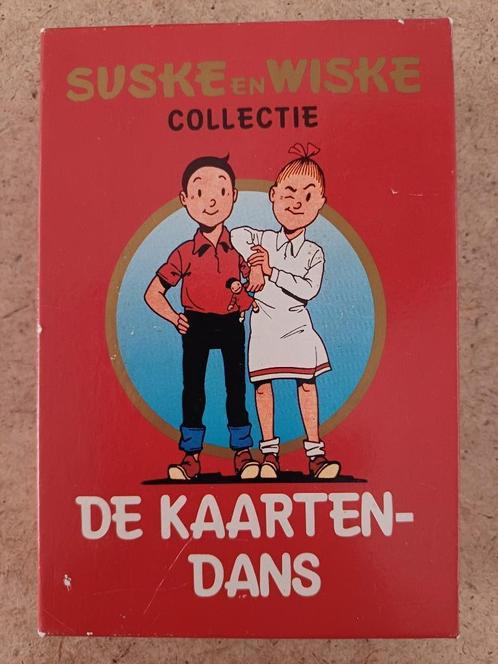 SUSKE EN WISKE
COLLECTIE
DE KAARTEN-
DANS